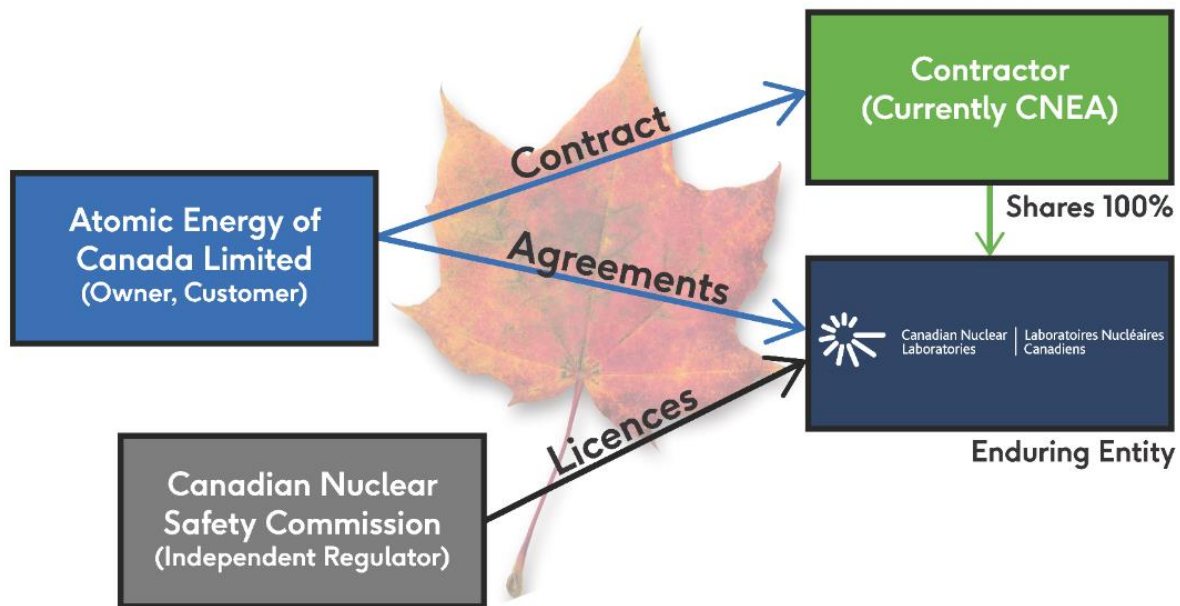 Contractor
(Currently CNEA)
Contract
Atomic Energy of
Canada Limited
(Owner, Customer)
Shares 100%
Agreements
Canadian Nuclear
Laboratories
Laboratoires Nucléaires
Canadiens
Licences
Enduring Entity
Canadian Nuclear
Safety Commission
(Independent Regulator)